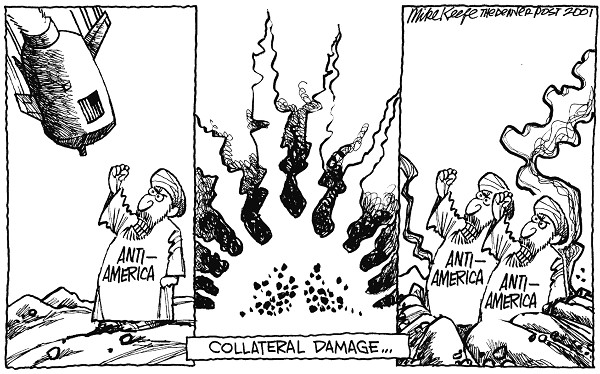 MIKE KEEFE THE DENVER POST 2001
ANTI-
AMERICA
COLLATERAL DAMAGE...
ANTI-
AMERICA
ANTI-
AMERICA